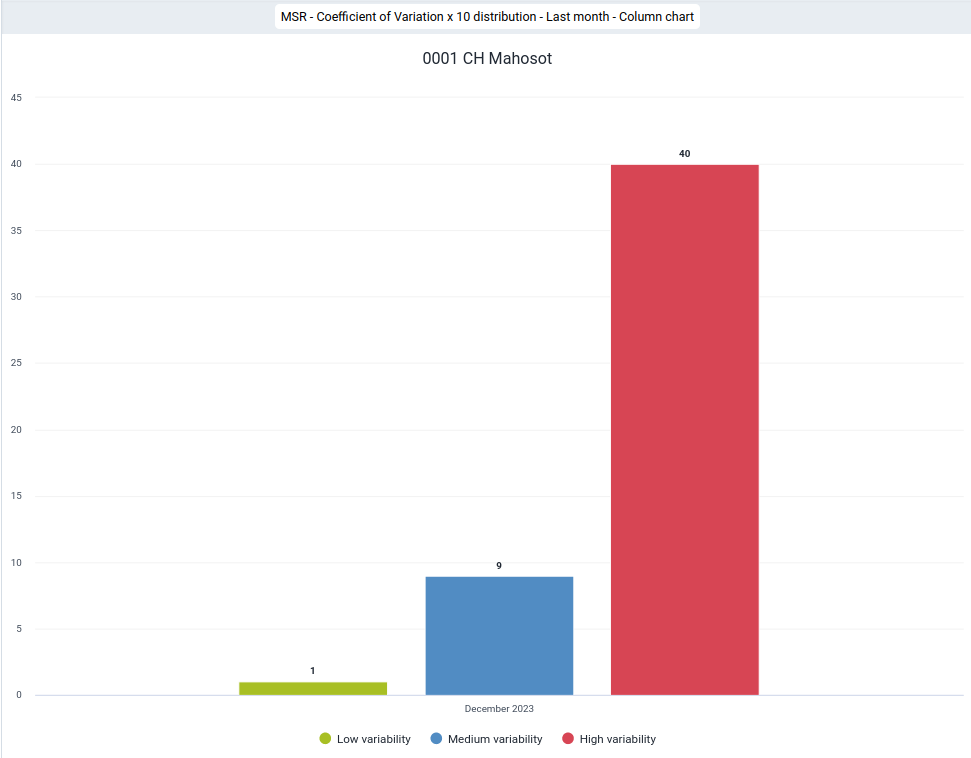 MSR - Coefficient of Variation x 10 distribution - Last month - Column chart
0001 CH Mahosot
45
40
35
30
25
20
15
10
5
0
1
9
40
December 2023
Low variability
Medium variability
High variability